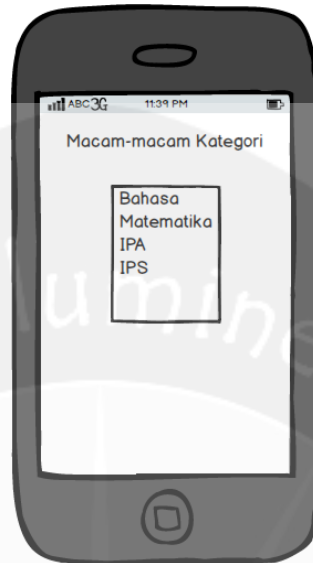 ABC 3G 11:39 PM
Macam-macam Kategori
Bahasa
Matematika
IPA
IPS